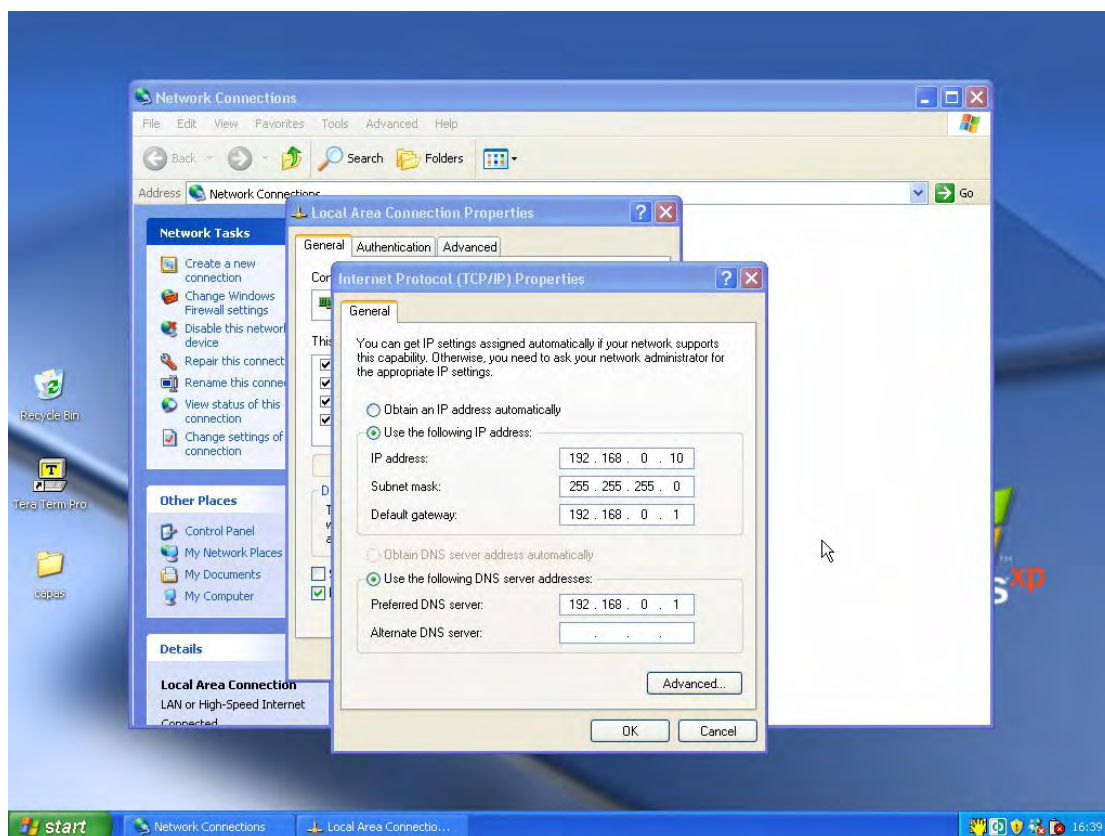 Network Connections
File Edit View Favorites Tools Advanced Help
Back Search Folders
Address Network Connections Go
Local Area Connection Properties
Network Tasks
General Authentication Advanced
Create a new
connection
Change Windows
Firewall settings
Disable this network
device
Repair this connect
Rename this conne
View status of this
connection
Change settings of
connection
Other Places
Control Panel
My Network Places
My Documents
My Computer
Details
Local Area Connection
LAN or High-Speed Internet
Connected
Internet Protocol (TCP/IP) Properties
General
You can get IP settings assigned automatically if your network supports
this capability. Otherwise, you need to ask your network administrator for
the appropriate IP settings.
Obtain an IP address automatically
Use the following IP address:
IP address: 192 . 168 . 0 . 10
Subnet mask: 255 . 255 . 255 . 0
Default gateway: 192 . 168 . 0 . 1
Obtain DNS server address automatically
Use the following DNS server addresses:
Preferred DNS server: 192 . 168 . 0 . 1
Alternate DNS server: . . .
Advanced...
OK Cancel
Recycle Bin
Tera Term Pro
capas
xp
start Network Connections Local Area Connectio... 16:39